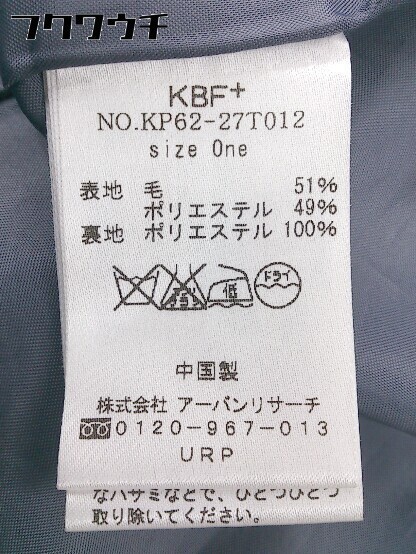 フクワウチ
KBF+
NO.KP62-27T012
size One
表地 毛 51%
ポリエステル 49%
裏地 ポリエステル 100%
低
ドライ
中国製
株式会社 アーバンリサーチ
0120-967-013
URP
なハサミなどで、ひとつひとつ
取り除いてください。